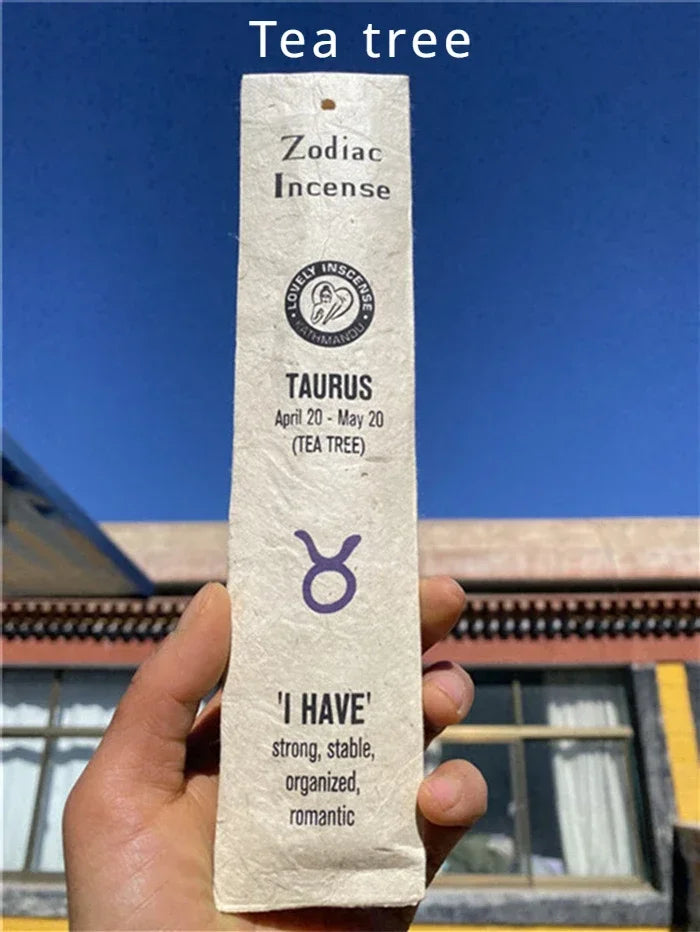 Tea tree
Zodiac
Incense
LOVELY INSCENSE
KATHMANDU
TAURUS
April 20 - May 20
(TEA TREE)
'I HAVE'
strong, stable,
organized,
romantic